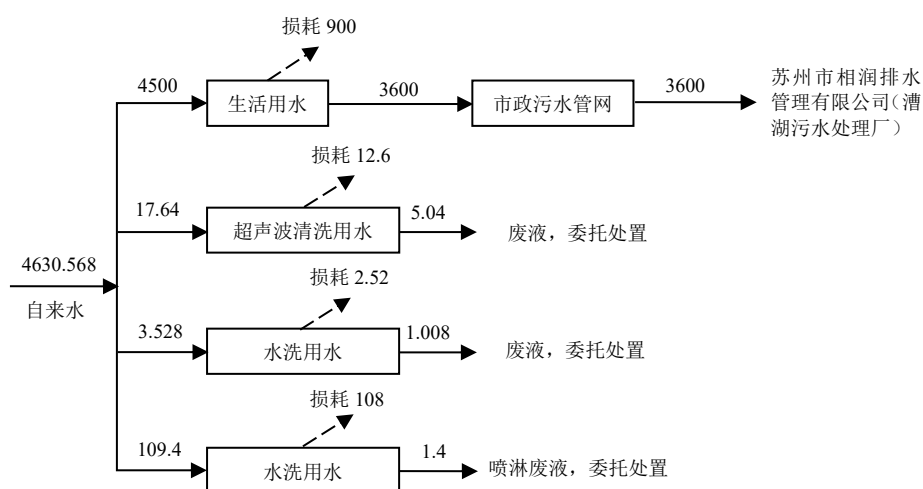 损耗 900
4500
生活用水
3600
市政污水管网
3600
苏州市相润排水
管理有限公司（漕
湖污水处理厂）
损耗 12.6
17.64
超声波清洗用水
5.04
废液，委托处置
4630.568
自来水
损耗 2.52
3.528
水洗用水
1.008
废液，委托处置
损耗 108
109.4
水洗用水
1.4
喷淋废液，委托处置